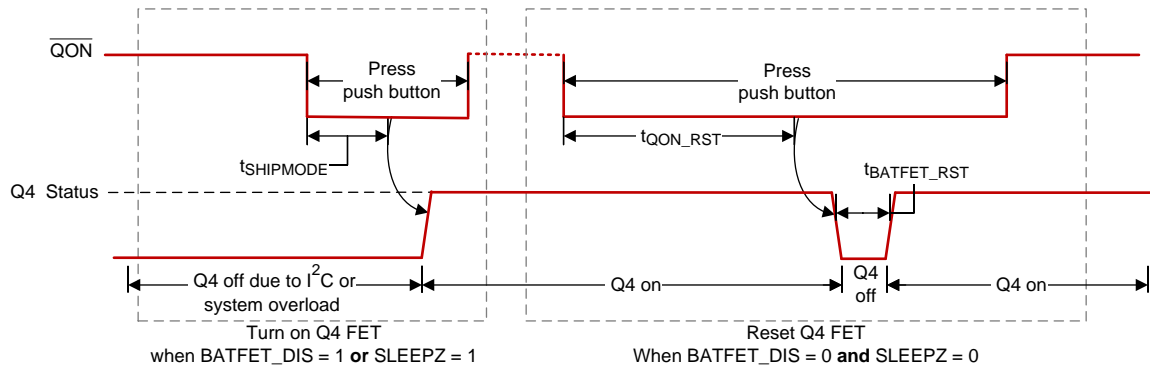 QON
Press
push button
Press
push button
tSHIPMODE
tQON_RST
tBATFET_RST
Q4 Status
Q4 off due to I2C or
system overload
Q4 on
Q4
off
Q4 on
Turn on Q4 FET
when BATFET_DIS = 1 or SLEEPZ = 1
Reset Q4 FET
When BATFET_DIS = 0 and SLEEPZ = 0